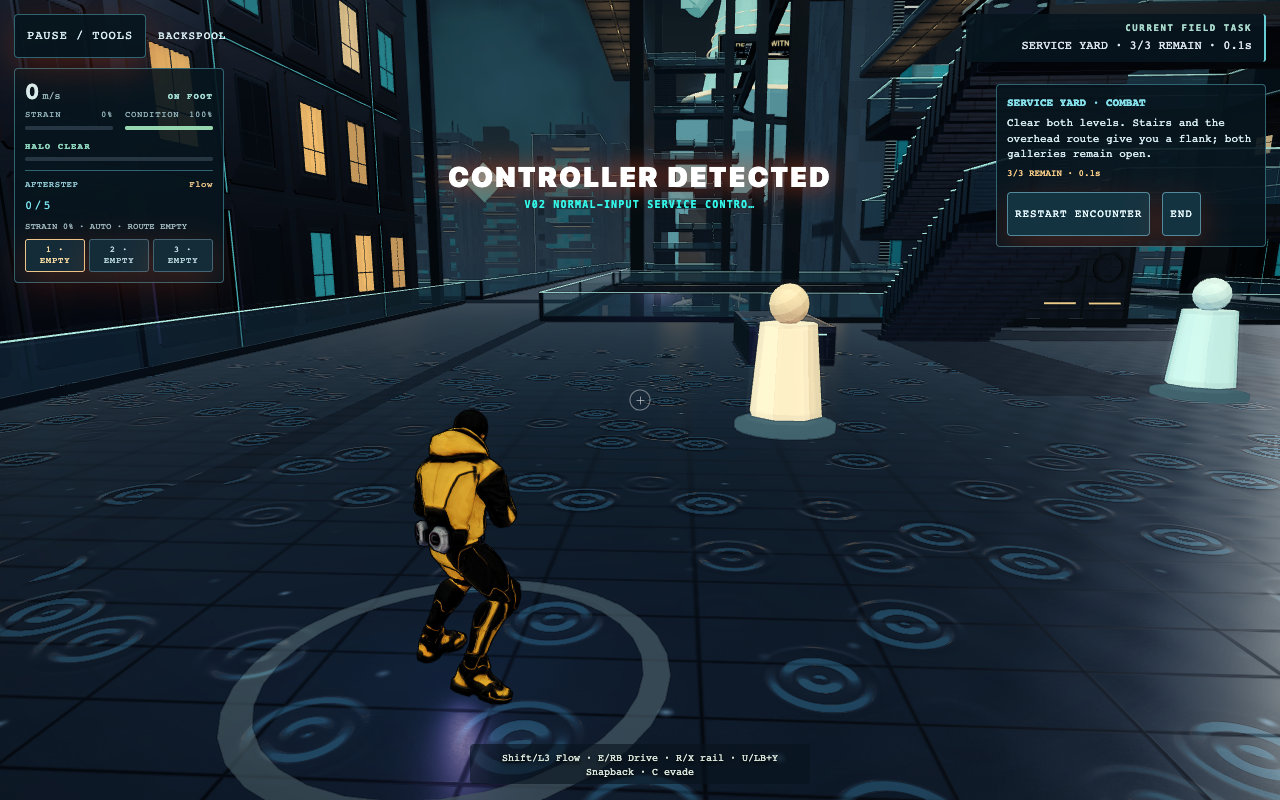 PAUSE / TOOLS
BACKSPOOL
0 m/s
ON FOOT
STRAIN 0%
CONDITION 100%
HALO CLEAR
AFTERSTEP
Flow
0/5
STRAIN 0% · AUTO · ROUTE EMPTY
1 · EMPTY
2 · EMPTY
3 · EMPTY
CONTROLLER DETECTED
V02 NORMAL-INPUT SERVICE CONTRO…
CURRENT FIELD TASK
SERVICE YARD · 3/3 REMAIN · 0.1s
SERVICE YARD · COMBAT
Clear both levels. Stairs and the
overhead route give you a flank; both
galleries remain open.
3/3 REMAIN · 0.1s
RESTART ENCOUNTER
END
Shift/L3 Flow · E/RB Drive · R/X rail · U/LB+Y
Snapback · C evade